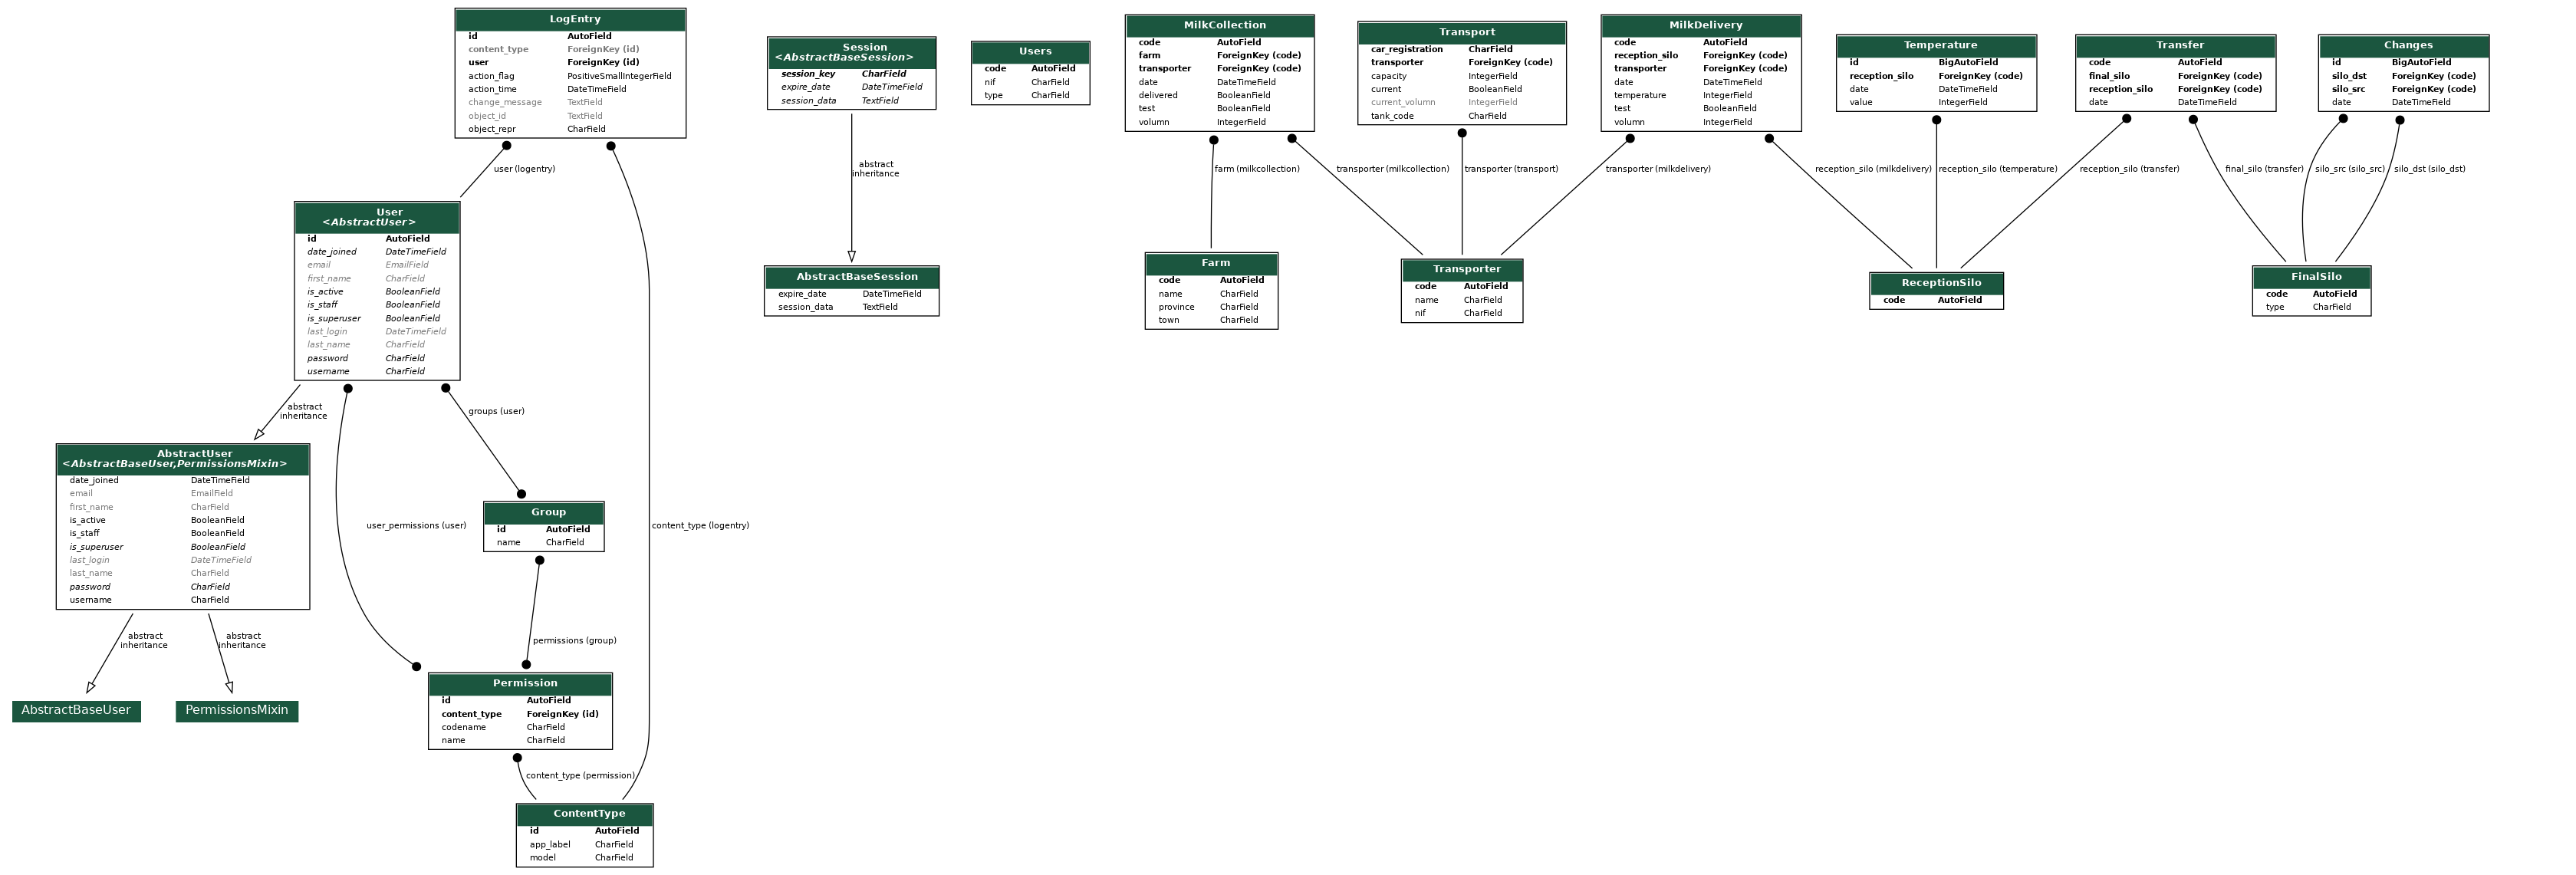 LogEntry
id AutoField
content_type ForeignKey (id)
user ForeignKey (id)
action_flag PositiveSmallIntegerField
action_time DateTimeField
change_message TextField
object_id TextField
object_repr CharField
Session
<AbstractBaseSession>
session_key CharField
expire_date DateTimeField
session_data TextField
Users
code AutoField
nif CharField
type CharField
MilkCollection
code AutoField
farm ForeignKey (code)
transporter ForeignKey (code)
date DateTimeField
delivered BooleanField
test BooleanField
volumn IntegerField
Transport
car_registration CharField
transporter ForeignKey (code)
capacity IntegerField
current BooleanField
current_volumn IntegerField
tank_code CharField
MilkDelivery
code AutoField
reception_silo ForeignKey (code)
transporter ForeignKey (code)
date DateTimeField
temperature IntegerField
test BooleanField
volumn IntegerField
Temperature
id BigAutoField
reception_silo ForeignKey (code)
date DateTimeField
value IntegerField
Transfer
code AutoField
final_silo ForeignKey (code)
reception_silo ForeignKey (code)
date DateTimeField
Changes
id BigAutoField
silo_dst ForeignKey (code)
silo_src ForeignKey (code)
date DateTimeField
user (logentry)
abstract
inheritance
farm (milkcollection)
transporter (milkcollection)
transporter (transport)
transporter (milkdelivery)
reception_silo (milkdelivery)
reception_silo (temperature)
reception_silo (transfer)
final_silo (transfer)
silo_src (silo_src)
silo_dst (silo_dst)
User
<AbstractUser>
id AutoField
date_joined DateTimeField
email EmailField
first_name CharField
is_active BooleanField
is_staff BooleanField
is_superuser BooleanField
last_login DateTimeField
last_name CharField
password CharField
username CharField
AbstractBaseSession
expire_date DateTimeField
session_data TextField
Farm
code AutoField
name CharField
province CharField
town CharField
Transporter
code AutoField
name CharField
nif CharField
ReceptionSilo
code AutoField
FinalSilo
code AutoField
type CharField
abstract
inheritance
groups (user)
AbstractUser
<AbstractBaseUser,PermissionsMixin>
date_joined DateTimeField
email EmailField
first_name CharField
is_active BooleanField
is_staff BooleanField
is_superuser BooleanField
last_login DateTimeField
last_name CharField
password CharField
username CharField
user_permissions (user)
Group
id AutoField
name CharField
content_type (logentry)
abstract
inheritance
abstract
inheritance
permissions (group)
AbstractBaseUser
PermissionsMixin
Permission
id AutoField
content_type ForeignKey (id)
codename CharField
name CharField
content_type (permission)
ContentType
id AutoField
app_label CharField
model CharField